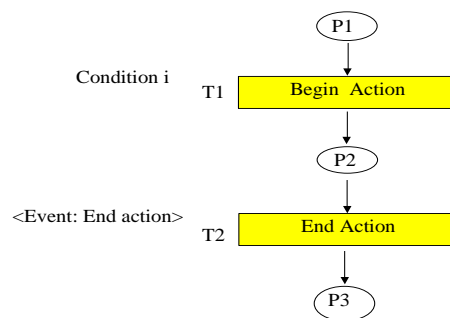 P1
Condition i
T1
Begin Action
P2
<Event: End action>
T2
End Action
P3